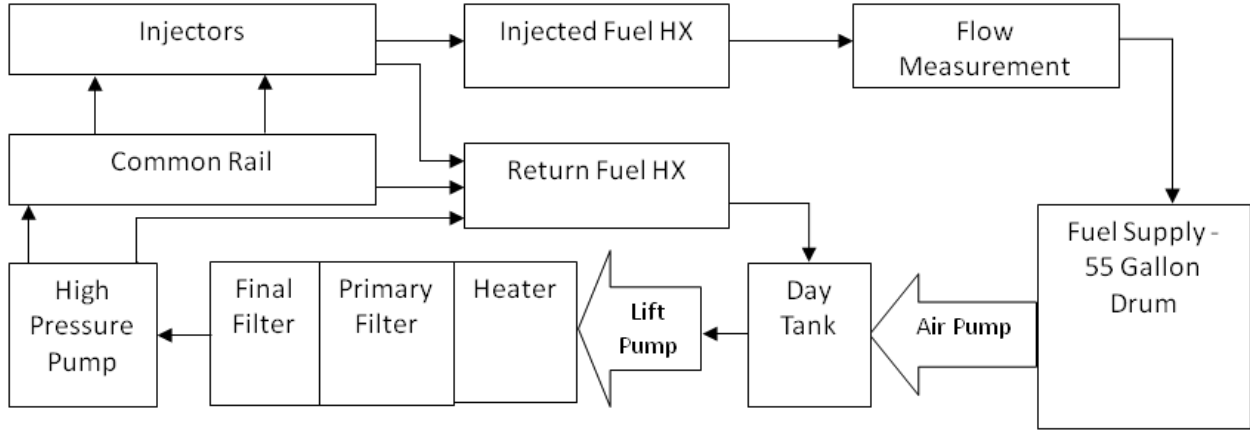 Injectors
Injected Fuel HX
Flow
Measurement
Common Rail
Return Fuel HX
Fuel Supply -
55 Gallon
Drum
High
Pressure
Pump
Final
Filter
Primary
Filter
Heater
Lift
Pump
Day
Tank
Air Pump